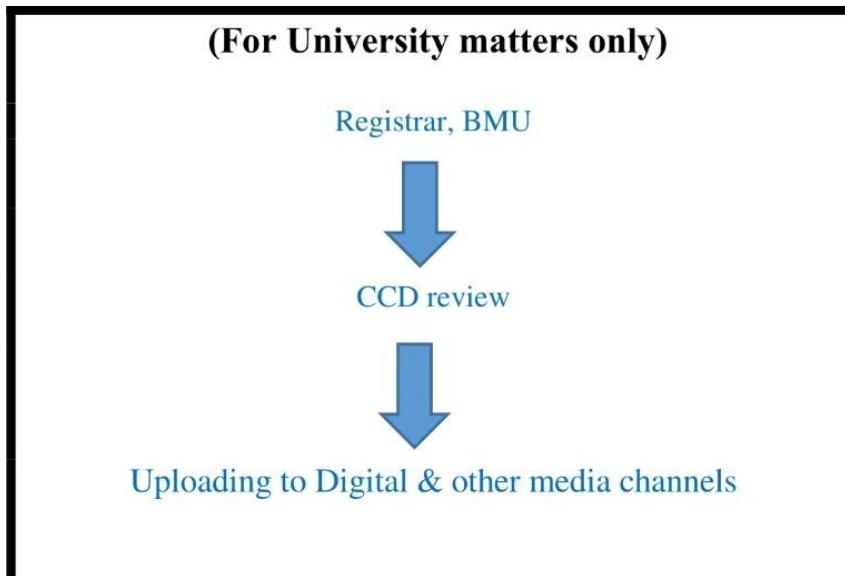 (For University matters only)
Registrar, BMU
CCD review
Uploading to Digital & other media channels